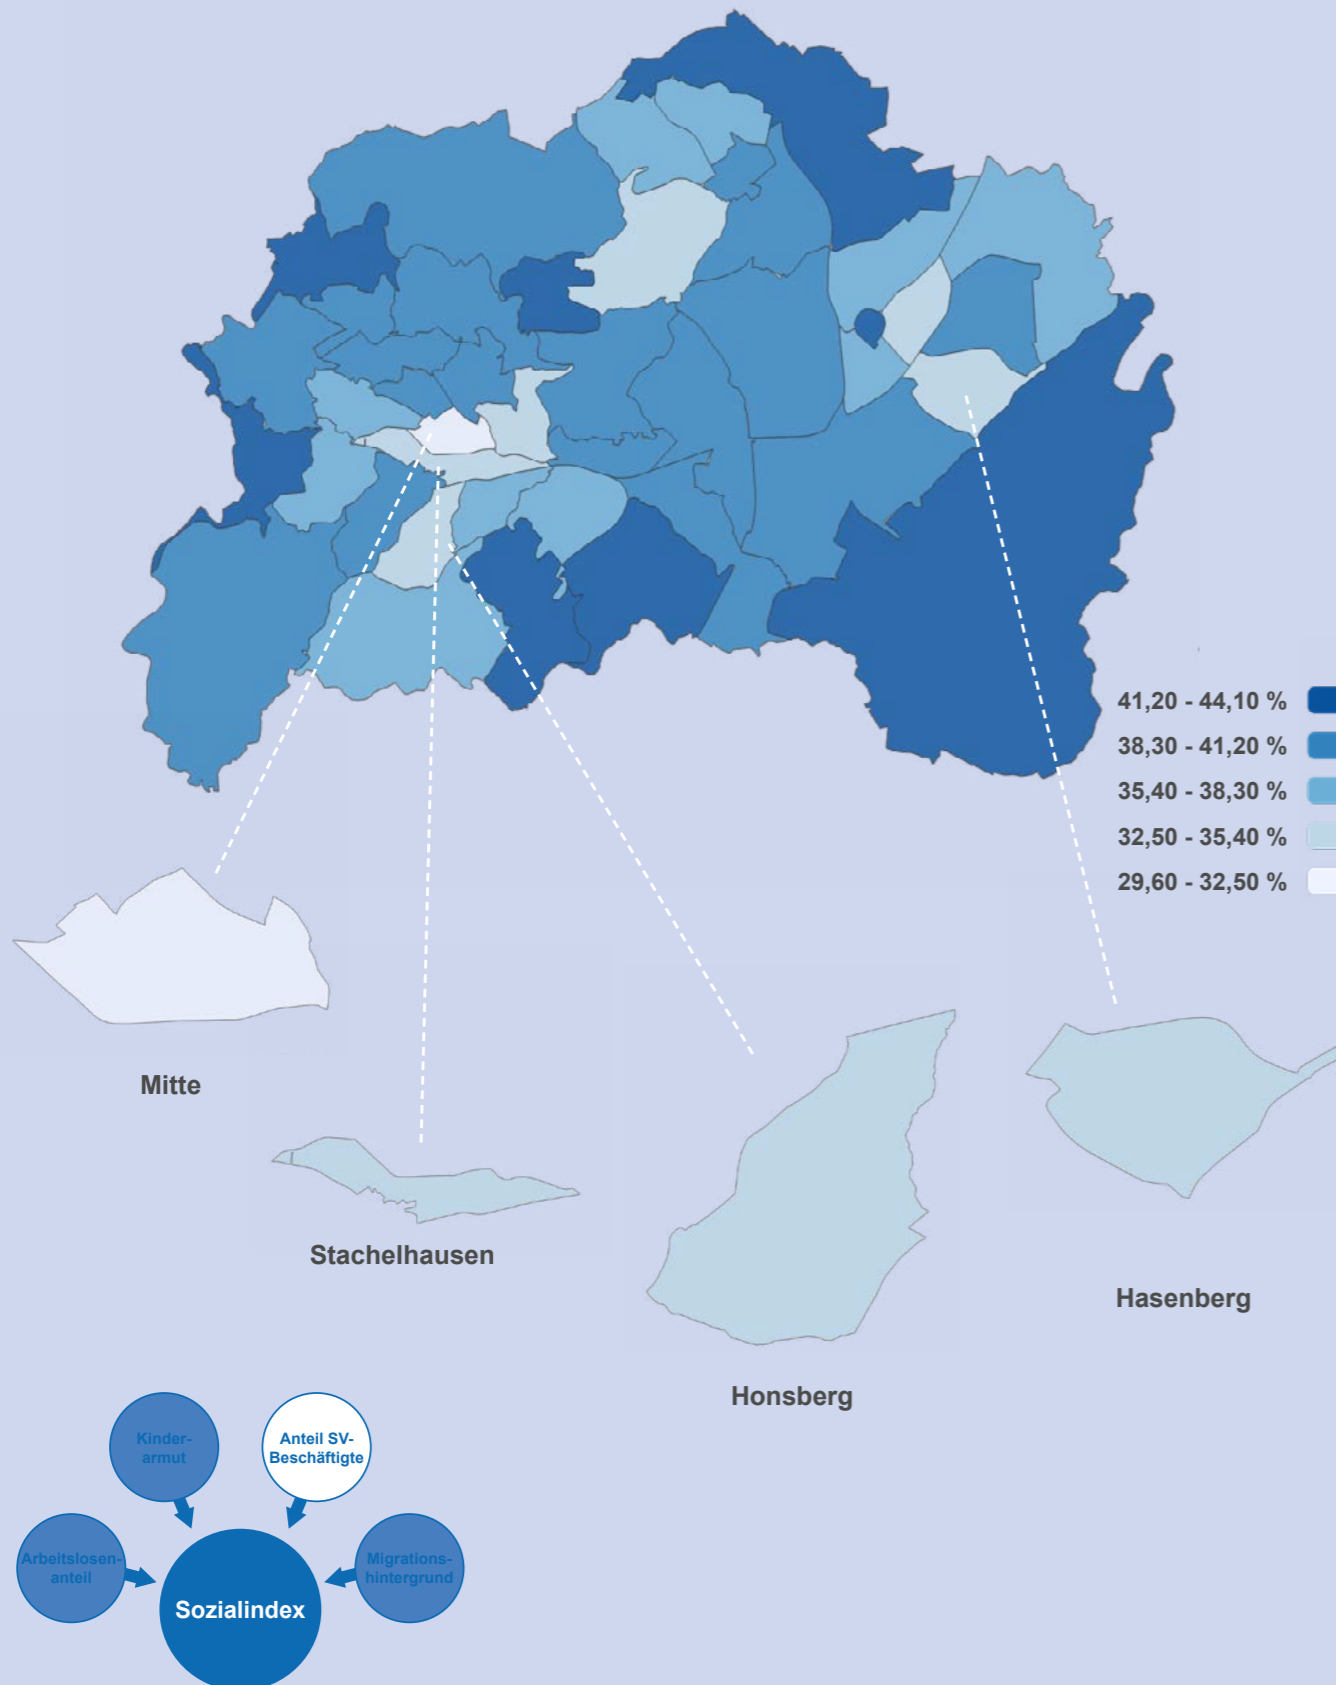 41,20 - 44,10 %
38,30 - 41,20 %
35,40 - 38,30 %
32,50 - 35,40 %
29,60 - 32,50 %
Mitte
Stachelhausen
Hasenberg
Honsberg
Kinder-
armut
Anteil SV-
Beschäftigte
Arbeitslosen-
anteil
Migrations-
hintergrund
Sozialindex